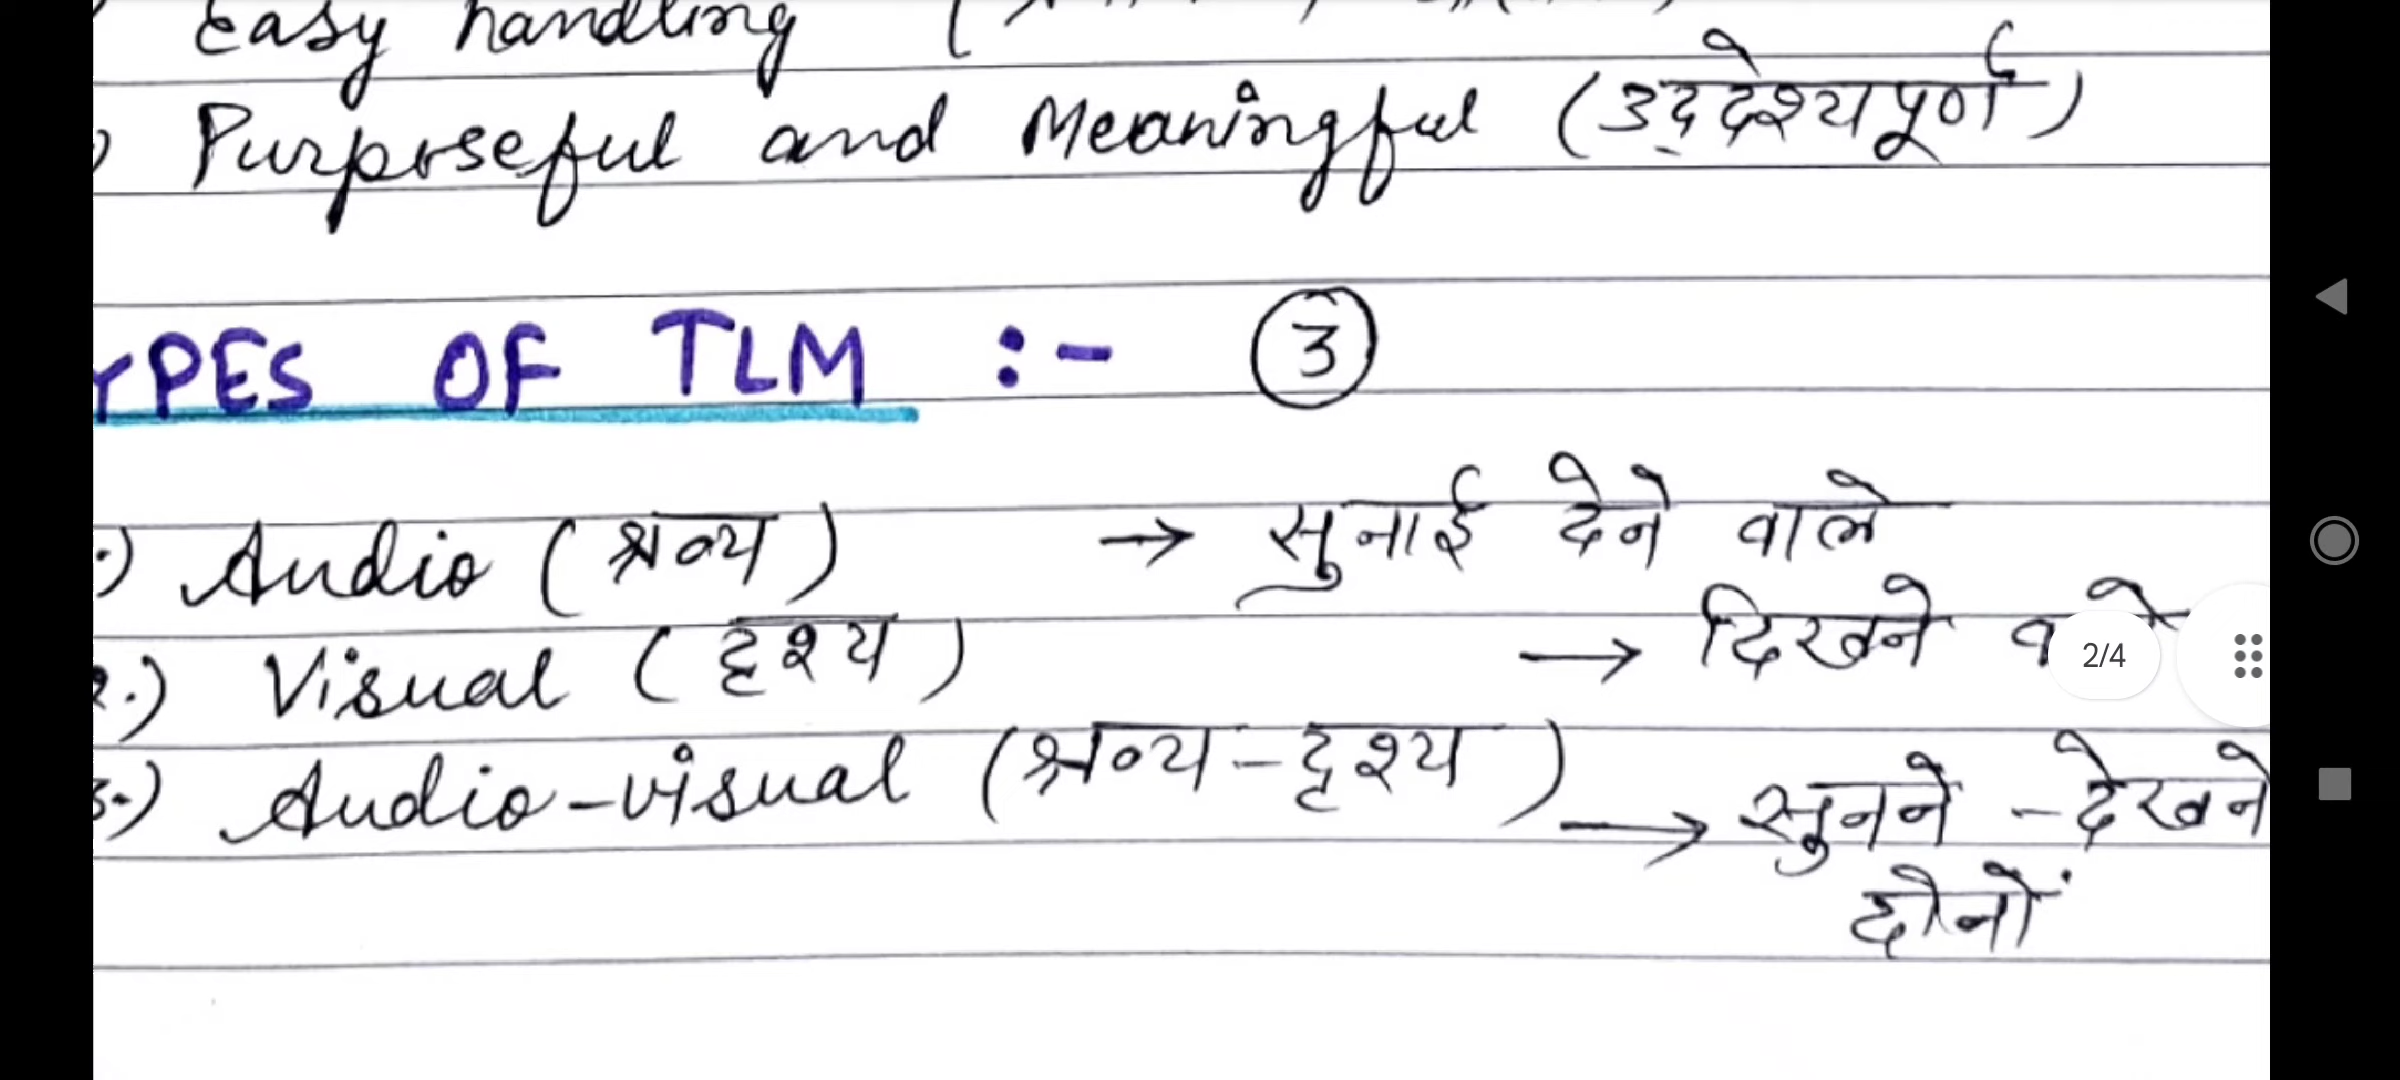 Easy handling (
Purposeful and Meaningful (उद्देश्यपूर्ण)
YPES OF TLM :- 3
1.) Audio (श्रव्य) → सुनाई देने वाले
2.) Visual (दृश्य) → दिखने
2/4
3.) Audio-visual (श्रव्य-दृश्य) → सुनने - देखने
दोनों